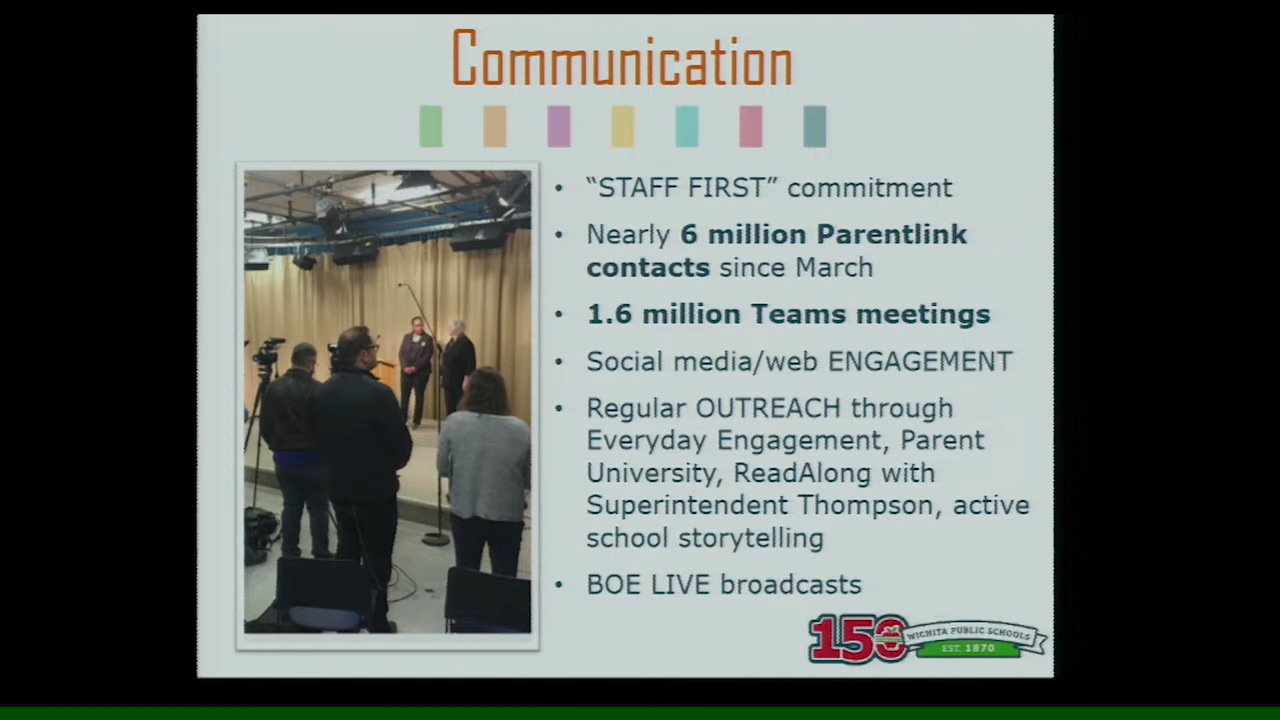 Communication
• “STAFF FIRST” commitment
• Nearly 6 million Parentlink
contacts since March
• 1.6 million Teams meetings
• Social media/web ENGAGEMENT
• Regular OUTREACH through
Everyday Engagement, Parent
University, ReadAlong with
Superintendent Thompson, active
school storytelling
• BOE LIVE broadcasts
150 WICHITA PUBLIC SCHOOLS
EST. 1870